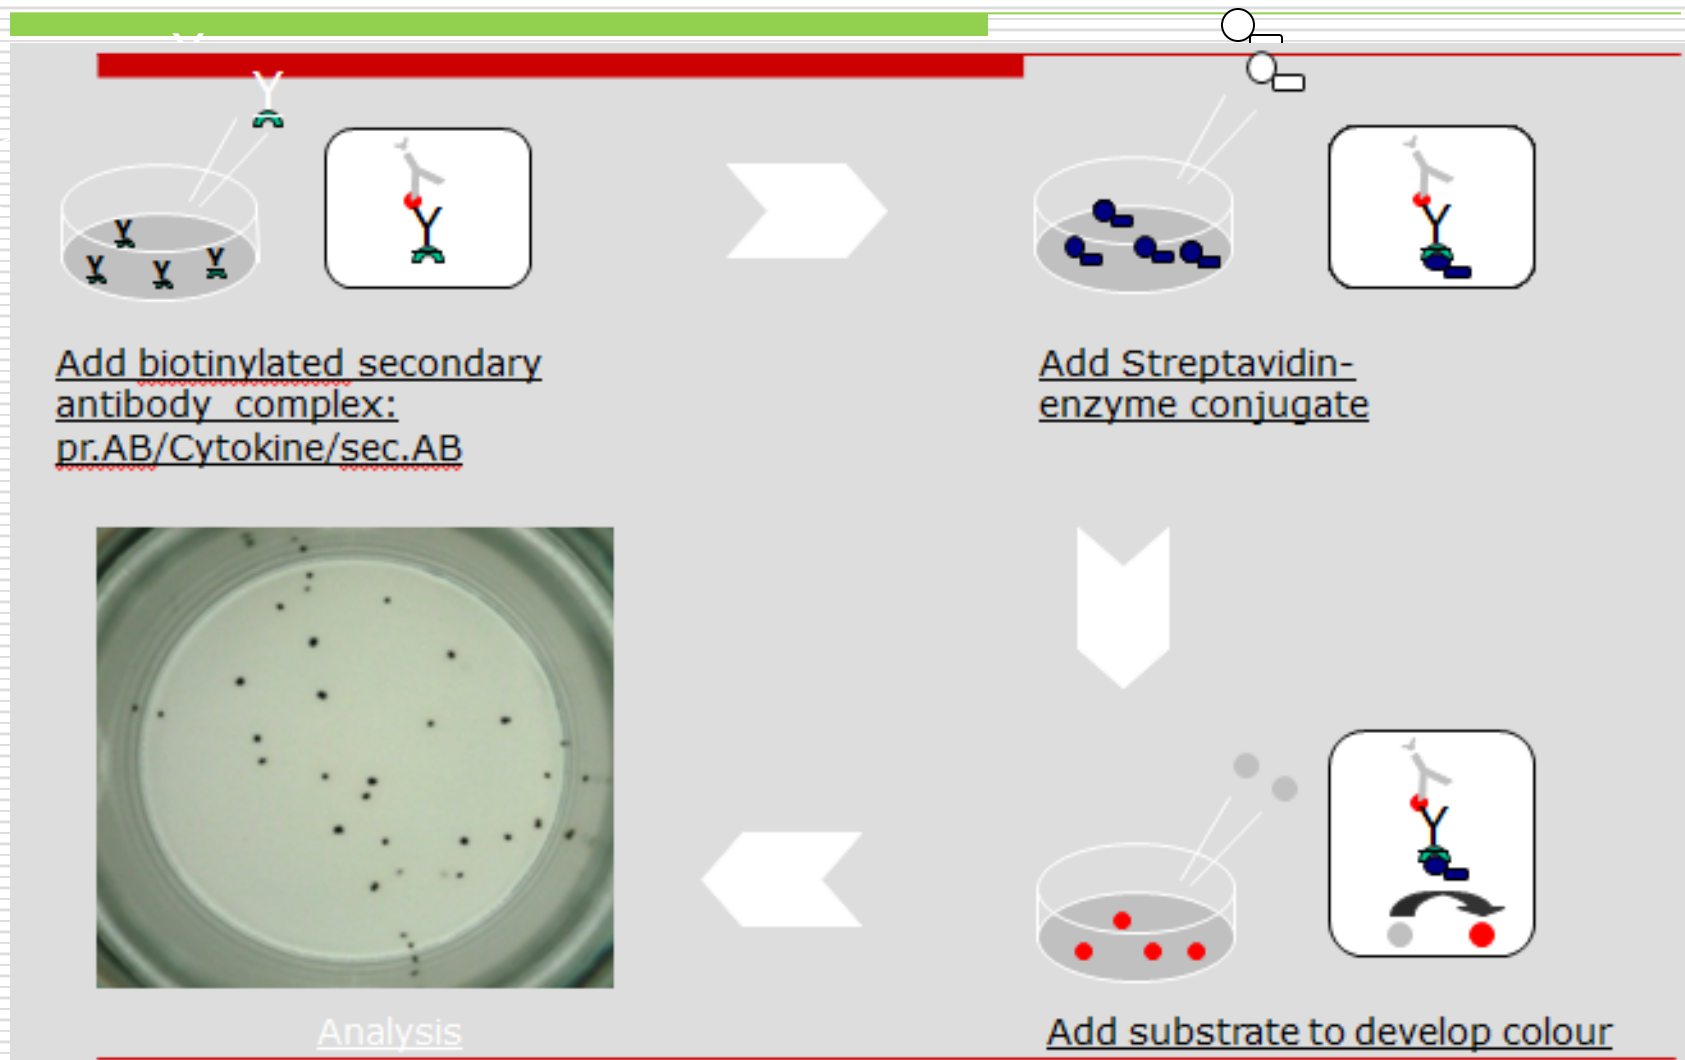 Add biotinylated secondary
antibody complex:
pr.AB/Cytokine/sec.AB
Add Streptavidin-
enzyme conjugate
Analysis
Add substrate to develop colour